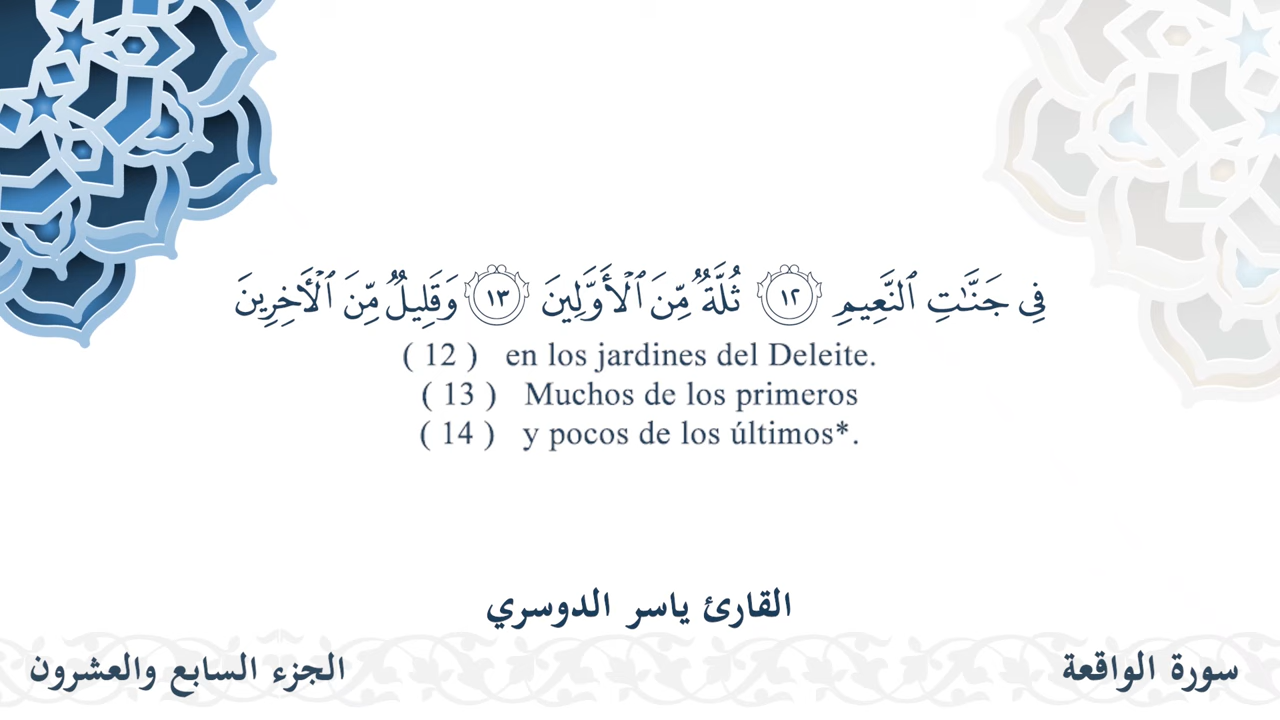 فِى جَنَّٰتِ ٱلنَّعِيمِ ١٢ ثُلَّةٌ مِّنَ ٱلْأَوَّلِينَ ١٣ وَقَلِيلٌ مِّنَ ٱلْأَخِرِينَ
( 12 ) en los jardines del Deleite.
( 13 ) Muchos de los primeros
( 14 ) y pocos de los últimos*.
القارئ ياسر الدوسري
سورة الواقعة
الجزء السابع والعشرون